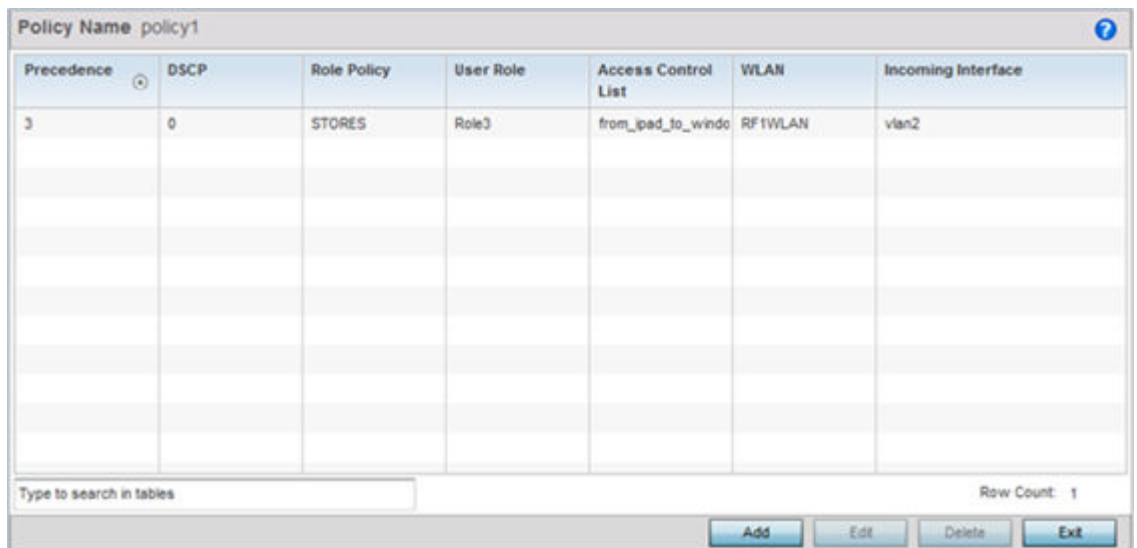 Policy Name policy1
?
Precedence DSCP Role Policy User Role Access Control List WLAN Incoming Interface
3 0 STORES Role3 from_ipad_to_windo RF1WLAN vlan2
Type to search in tables
Row Count: 1
Add Edit Delete Exit